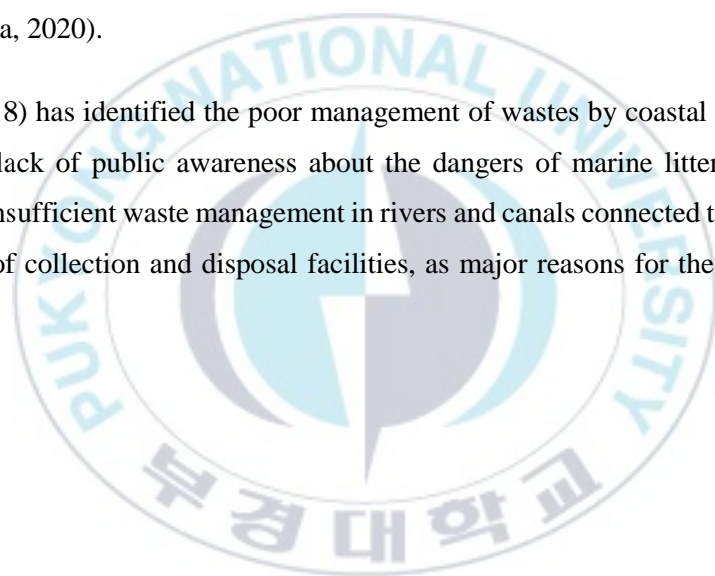 a, 2020).
8) has identified the poor management of wastes by coastal
lack of public awareness about the dangers of marine litter
nsufficient waste management in rivers and canals connected t
of collection and disposal facilities, as major reasons for the
PUKYONG NATIONAL UNIVERSITY
부경대학교